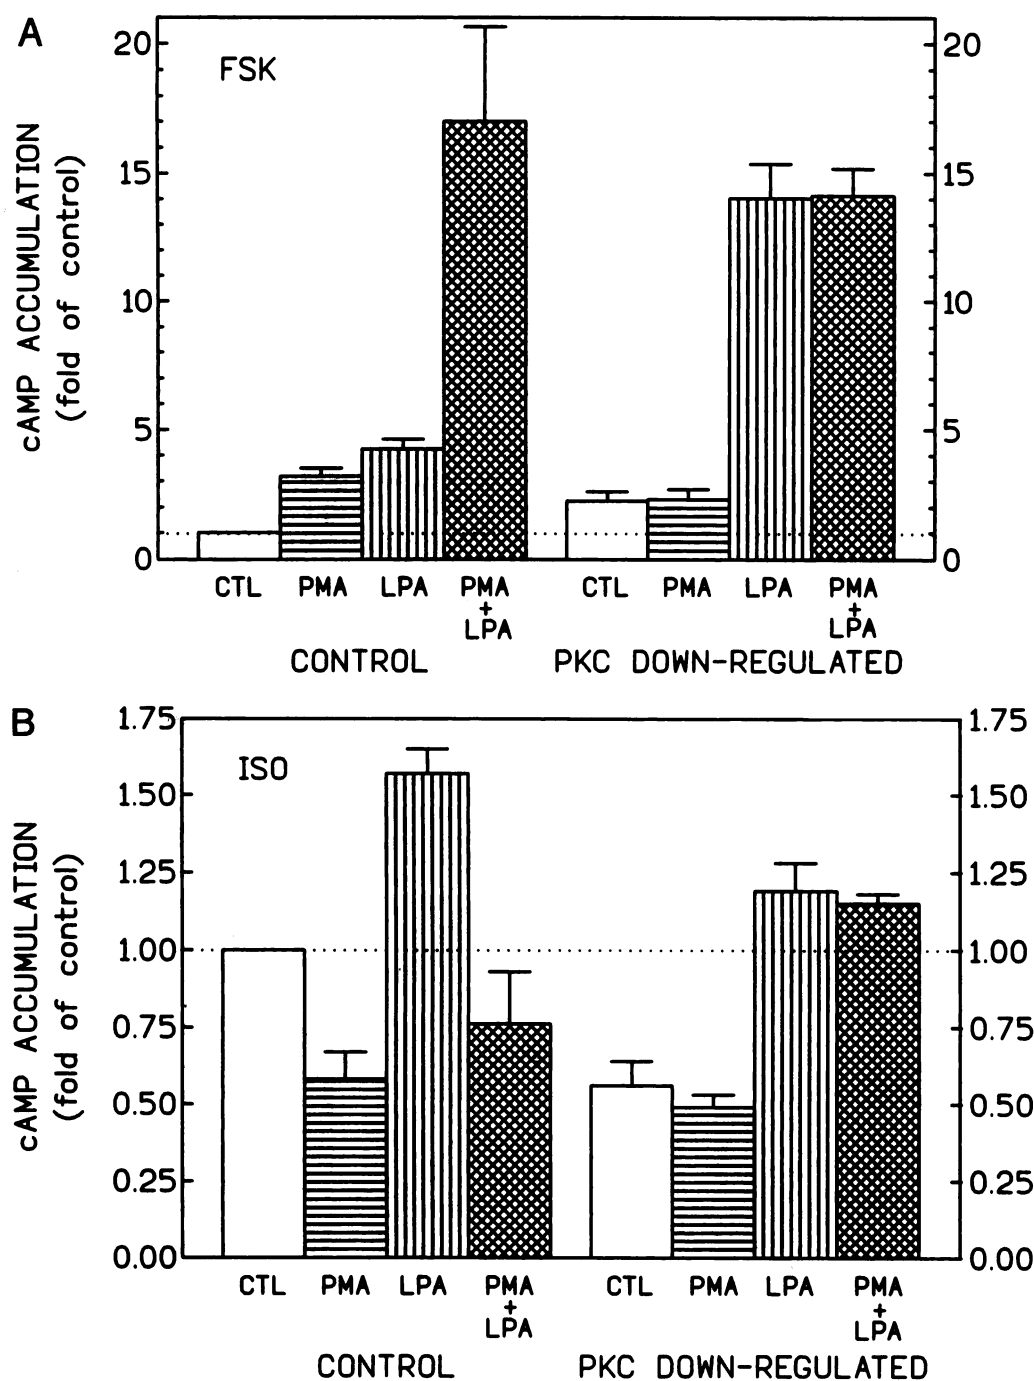 A
FSK
cAMP ACCUMULATION
(fold of control)
20
15
10
5
0
20
15
10
5
0
CTL PMA LPA PMA + LPA CTL PMA LPA PMA + LPA
CONTROL PKC DOWN-REGULATED
B
ISO
cAMP ACCUMULATION
(fold of control)
1.75
1.50
1.25
1.00
0.75
0.50
0.25
0.00
1.75
1.50
1.25
1.00
0.75
0.50
0.25
0.00
CTL PMA LPA PMA + LPA CTL PMA LPA PMA + LPA
CONTROL PKC DOWN-REGULATED